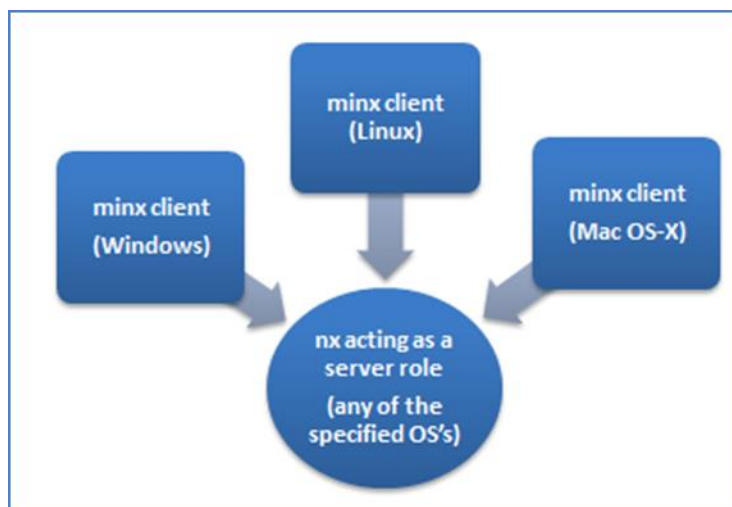 minx client
(Linux)
minx client
(Windows)
minx client
(Mac OS-X)
nx acting as a
server role
(any of the
specified OS's)